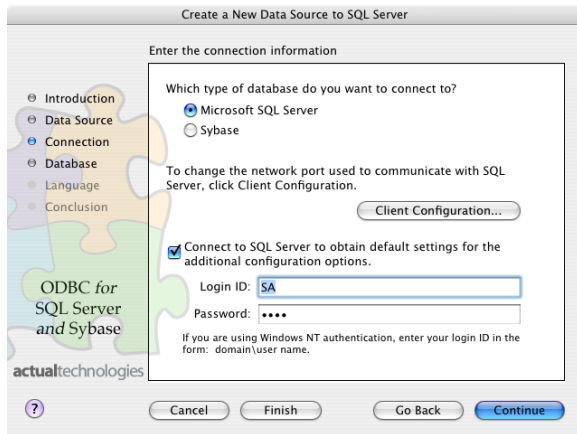 Create a New Data Source to SQL Server
Enter the connection information
Introduction
Data Source
Connection
Database
Language
Conclusion
ODBC for
SQL Server
and Sybase
actualtechnologies
Which type of database do you want to connect to?
Microsoft SQL Server
Sybase
To change the network port used to communicate with SQL
Server, click Client Configuration.
Client Configuration...
Connect to SQL Server to obtain default settings for the
additional configuration options.
Login ID: SA
Password: ••••
If you are using Windows NT authentication, enter your login ID in the
form: domain\user name.
?
Cancel
Finish
Go Back
Continue